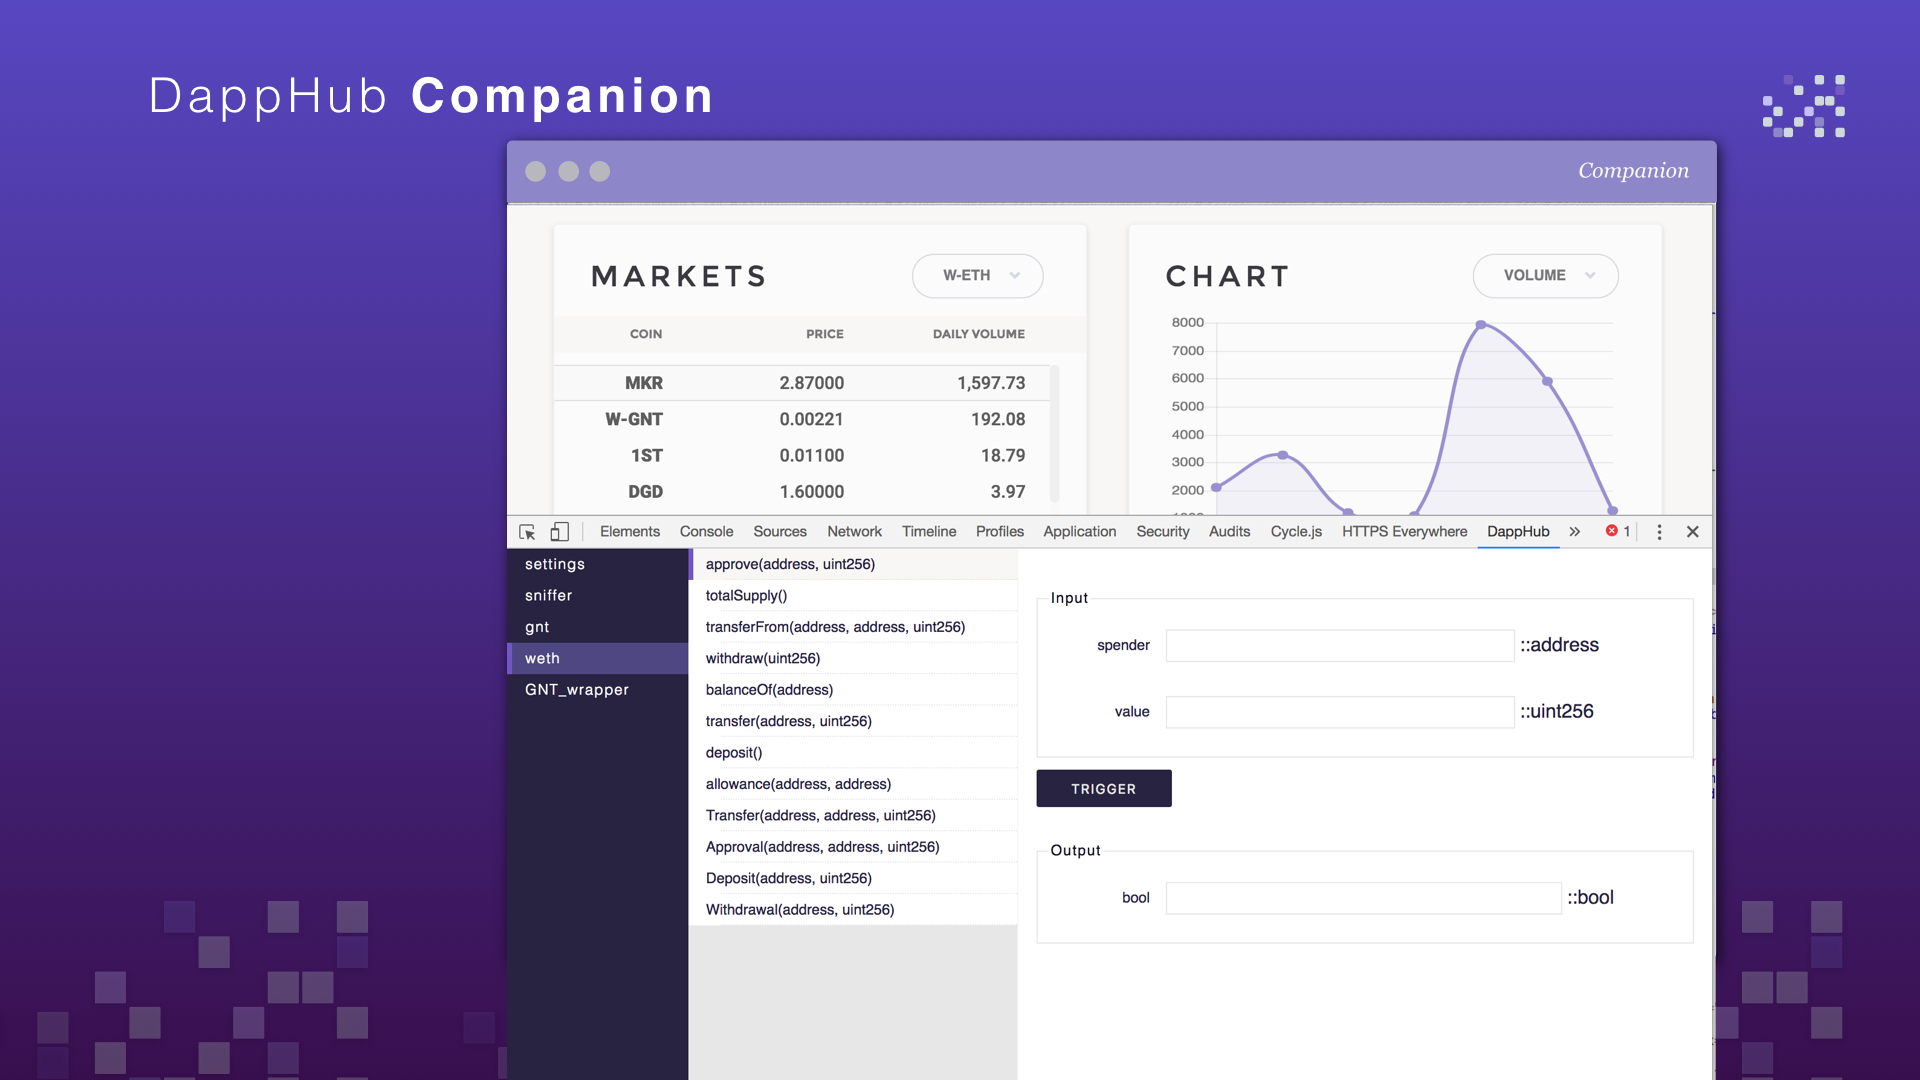 DappHub Companion
Companion
MARKETS
W-ETH
COIN PRICE DAILY VOLUME
MKR 2.87000 1,597.73
W-GNT 0.00221 192.08
1ST 0.01100 18.79
DGD 1.60000 3.97
CHART
VOLUME
8000
7000
6000
5000
4000
3000
2000
Elements Console Sources Network Timeline Profiles Application Security Audits Cycle.js HTTPS Everywhere DappHub » 1
settings
sniffer
gnt
weth
GNT_wrapper
approve(address, uint256)
totalSupply()
transferFrom(address, address, uint256)
withdraw(uint256)
balanceOf(address)
transfer(address, uint256)
deposit()
allowance(address, address)
Transfer(address, address, uint256)
Approval(address, address, uint256)
Deposit(address, uint256)
Withdrawal(address, uint256)
Input
spender ::address
value ::uint256
TRIGGER
Output
bool ::bool